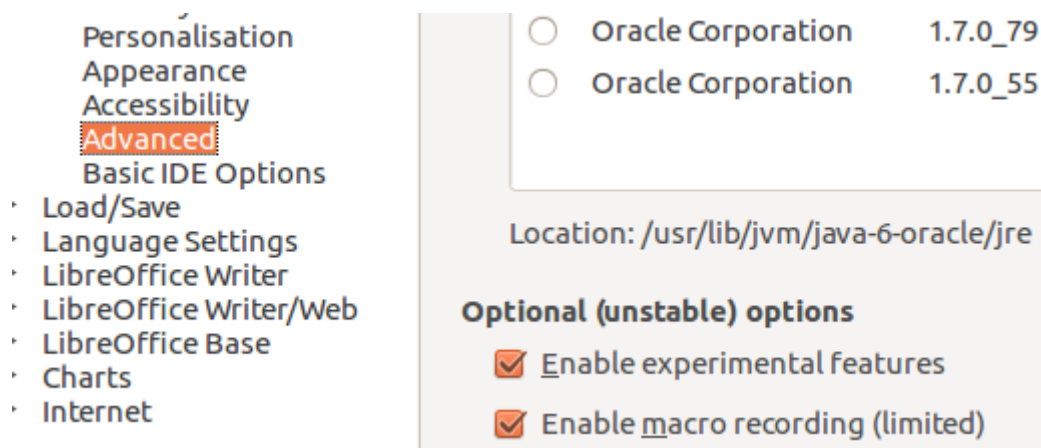 Personalisation
Appearance
Accessibility
Advanced
Basic IDE Options
Load/Save
Language Settings
LibreOffice Writer
LibreOffice Writer/Web
LibreOffice Base
Charts
Internet
Oracle Corporation 1.7.0_79
Oracle Corporation 1.7.0_55
Location: /usr/lib/jvm/java-6-oracle/jre
Optional (unstable) options
Enable experimental features
Enable macro recording (limited)